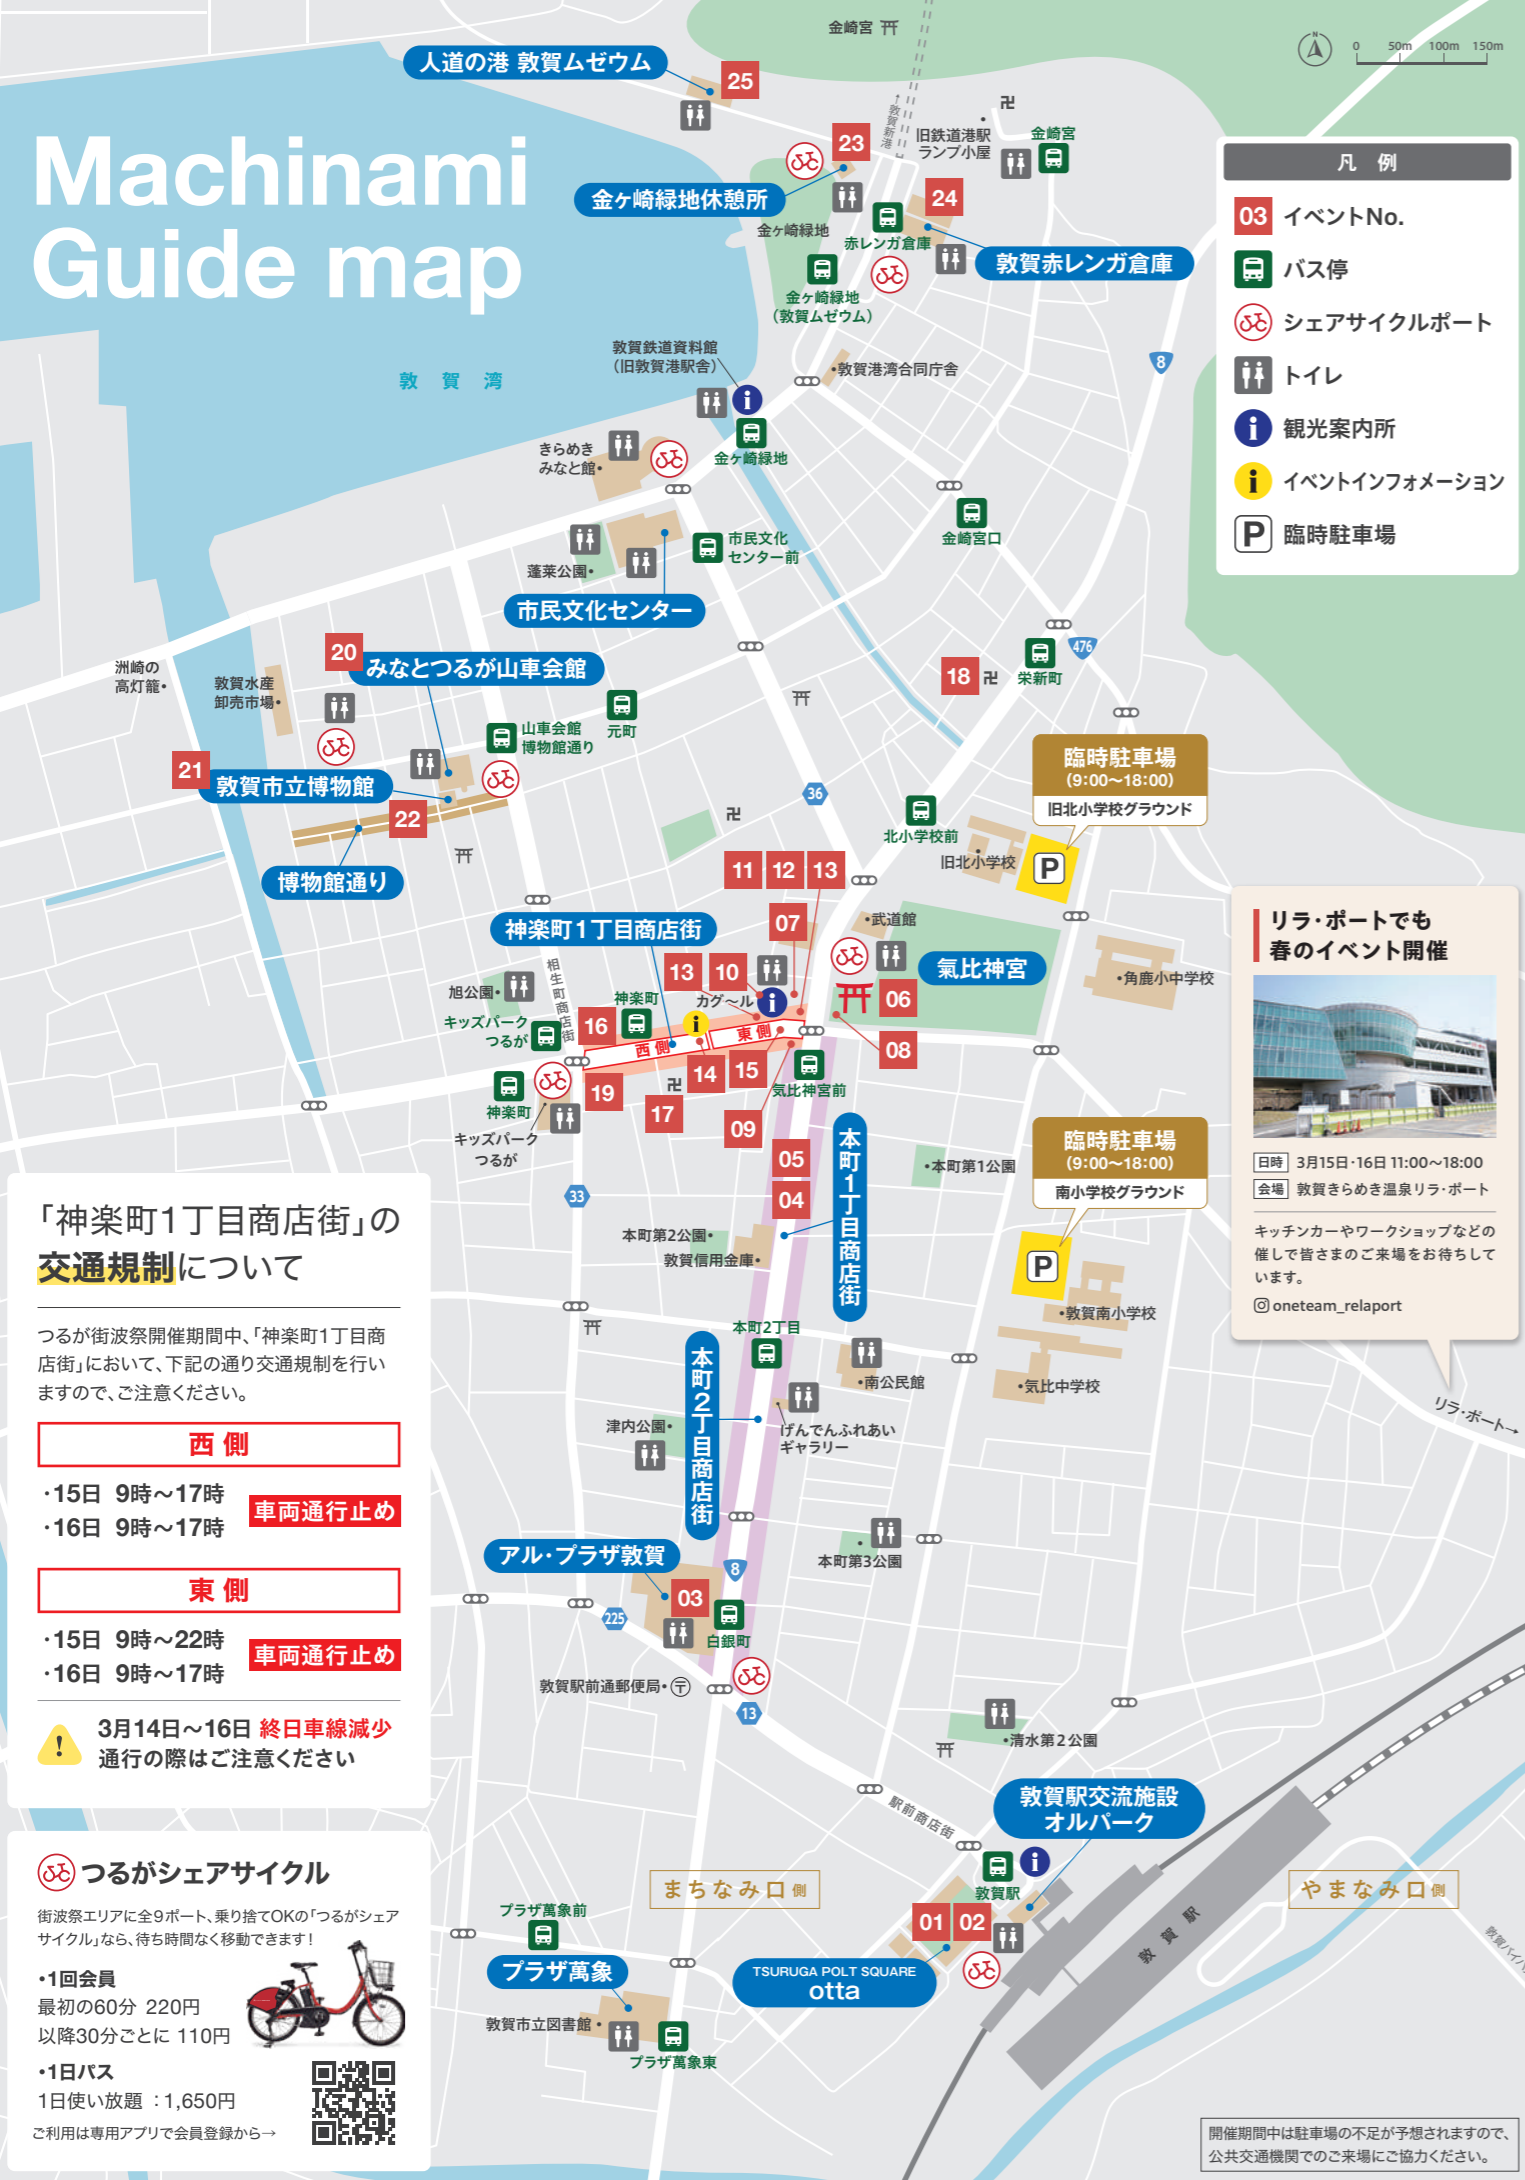 Machinami
Guide map
敦賀湾
金崎宮
人道の港 敦賀ムゼウム
25
N
0 50m 100m 150m
←敦賀新港
旧鉄道港駅
ランプ小屋
金崎宮
23
金ヶ崎緑地休憩所
24
金ヶ崎緑地
赤レンガ倉庫
敦賀赤レンガ倉庫
金ヶ崎緑地
(敦賀ムゼウム)
凡 例
03 イベントNo.
バス停
シェアサイクルポート
トイレ
i 観光案内所
i イベントインフォメーション
P 臨時駐車場
敦賀鉄道資料館
(旧敦賀港駅舎)
i
・敦賀港湾合同庁舎
8
きらめき
みなと館・
金ヶ崎緑地
金崎宮口
市民文化
センター前
蓬莱公園・
市民文化センター
洲崎の
高灯籠・
20
みなとつるが山車会館
敦賀水産
卸売市場・
山車会館
博物館通り
元町
18
栄新町
476
21
敦賀市立博物館
22
博物館通り
36
臨時駐車場
(9:00〜18:00)
旧北小学校グラウンド
北小学校前
旧北小学校
P
11 12 13
07
・武道館
神楽町1丁目商店街
13 10
カグ〜ル
i
氣比神宮
06
・角鹿小中学校
相生町商店街
旭公園・
キッズパーク
つるが
16
神楽町
i
西側
東側
08
14 15
気比神宮前
神楽町
19
17
09
キッズパーク
つるが
05
04
本町1丁目商店街
・本町第1公園
臨時駐車場
(9:00〜18:00)
南小学校グラウンド
P
33
本町第2公園・
敦賀信用金庫・
・敦賀南小学校
本町2丁目
本町2丁目商店街
・南公民館
・気比中学校
げんでんふれあい
ギャラリー
津内公園・
本町第3公園
アル・プラザ敦賀
8
03
225
白銀町
敦賀駅前通郵便局・〒
13
・清水第2公園
駅前商店街
敦賀駅交流施設
オルパーク
i
敦賀駅
まちなみ口側
やまなみ口側
01 02
TSURUGA POLT SQUARE
otta
敦賀駅
敦賀バイパ
プラザ萬象前
プラザ萬象
敦賀市立図書館・
プラザ萬象東
リラ・ポートでも
春のイベント開催
日時 3月15日・16日 11:00〜18:00
会場 敦賀きらめき温泉リラ・ポート
キッチンカーやワークショップなどの
催しで皆さまのご来場をお待ちして
います。
oneteam_relaport
リラ・ポート→
「神楽町1丁目商店街」の
交通規制について
つるが街波祭開催期間中、「神楽町1丁目商
店街」において、下記の通り交通規制を行い
ますので、ご注意ください。
西側
・15日 9時〜17時
・16日 9時〜17時
車両通行止め
東側
・15日 9時〜22時
・16日 9時〜17時
車両通行止め
! 3月14日〜16日 終日車線減少
通行の際はご注意ください
つるがシェアサイクル
街波祭エリアに全9ポート、乗り捨てOKの「つるがシェア
サイクル」なら、待ち時間なく移動できます!
・1回会員
最初の60分 220円
以降30分ごとに 110円
・1日パス
1日使い放題 :1,650円
ご利用は専用アプリで会員登録から→
開催期間中は駐車場の不足が予想されますので、
公共交通機関でのご来場にご協力ください。